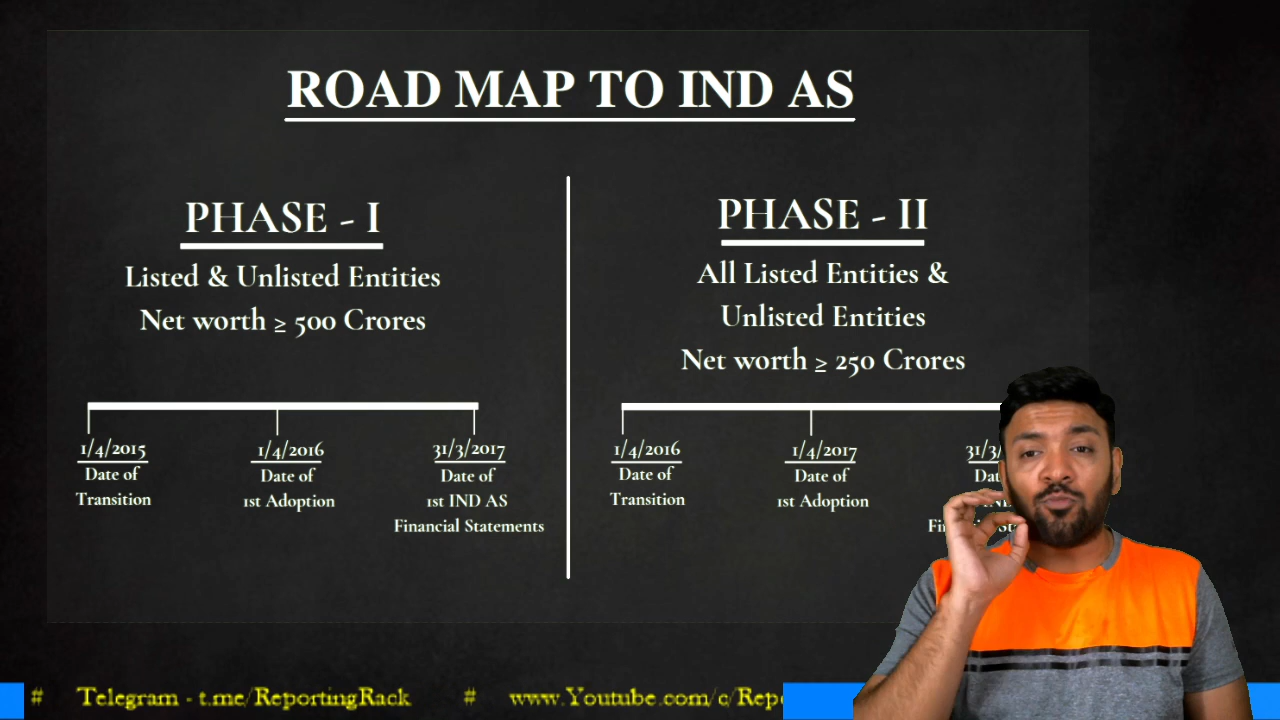 ROAD MAP TO IND AS
PHASE - I
Listed & Unlisted Entities
Net worth ≥ 500 Crores
1/4/2015
Date of
Transition
1/4/2016
Date of
1st Adoption
31/3/2017
Date of
1st IND AS
Financial Statements
PHASE - II
All Listed Entities &
Unlisted Entities
Net worth ≥ 250 Crores
1/4/2016
Date of
Transition
1/4/2017
Date of
1st Adoption
# Telegram - t.me/ReportingRack # www.Youtube.com/c/Repo